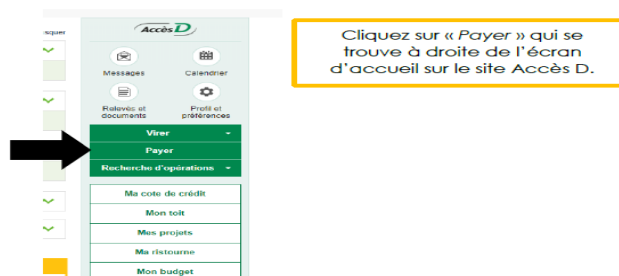 squer
Accès D
Messages Calendrier
Relevés et Profil et
documents préférences
Virer
Payer
Recherche d'opérations
Ma cote de crédit
Mon toit
Mes projets
Ma ristourne
Mon budget
Cliquez sur « Payer » qui se
trouve à droite de l'écran
d'accueil sur le site Accès D.